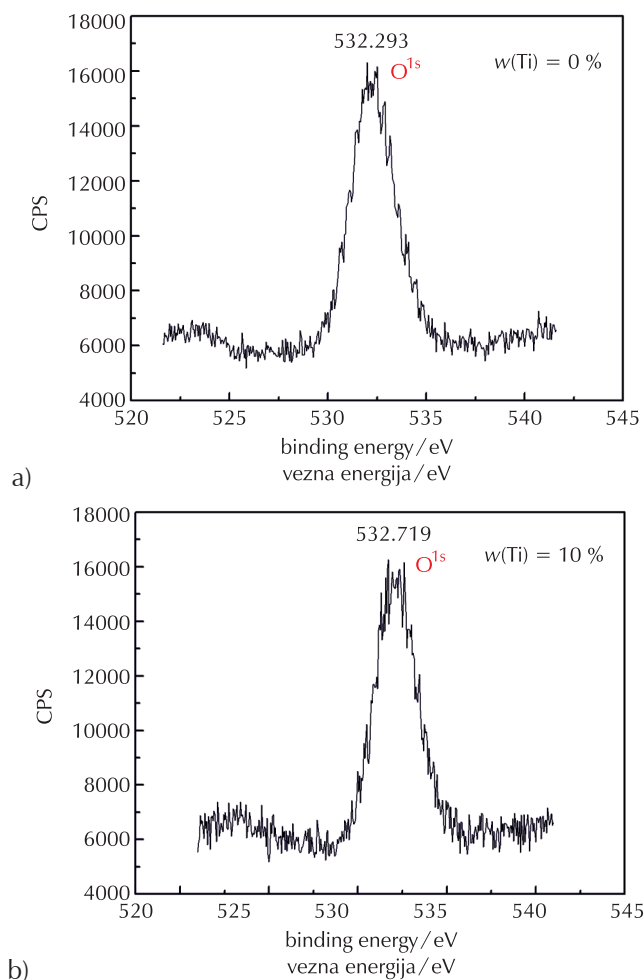 18000
532.293
O1s
w(Ti) = 0 %
16000
14000
12000
CPS
10000
8000
6000
4000
520 525 530 535 540 545
binding energy/eV
vezna energija/eV
a)
18000
532.719
O1s
w(Ti) = 10 %
16000
14000
12000
CPS
10000
8000
6000
4000
520 525 530 535 540 545
binding energy/eV
vezna energija/eV
b)